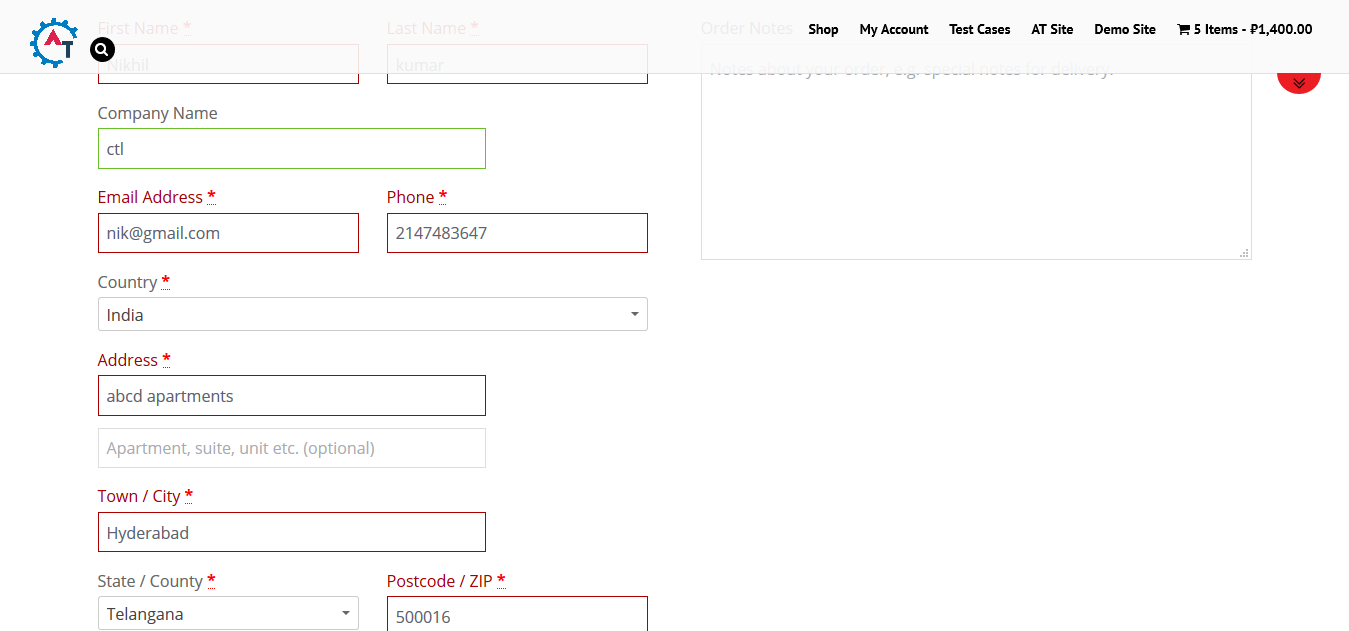 First Name *
Last Name *
Order Notes
Shop
My Account
Test Cases
AT Site
Demo Site
5 Items - ₽1,400.00
AT
Nikhil
kumar
Notes about your order, e.g. special notes for delivery.
Company Name
ctl
Email Address *
Phone *
nik@gmail.com
2147483647
Country *
India
Address *
abcd apartments
Apartment, suite, unit etc. (optional)
Town / City *
Hyderabad
State / County *
Postcode / ZIP *
Telangana
500016